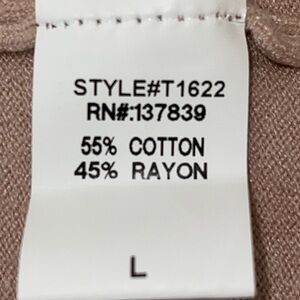 STYLE#T1622
RN#:137839
55% COTTON
45% RAYON
L